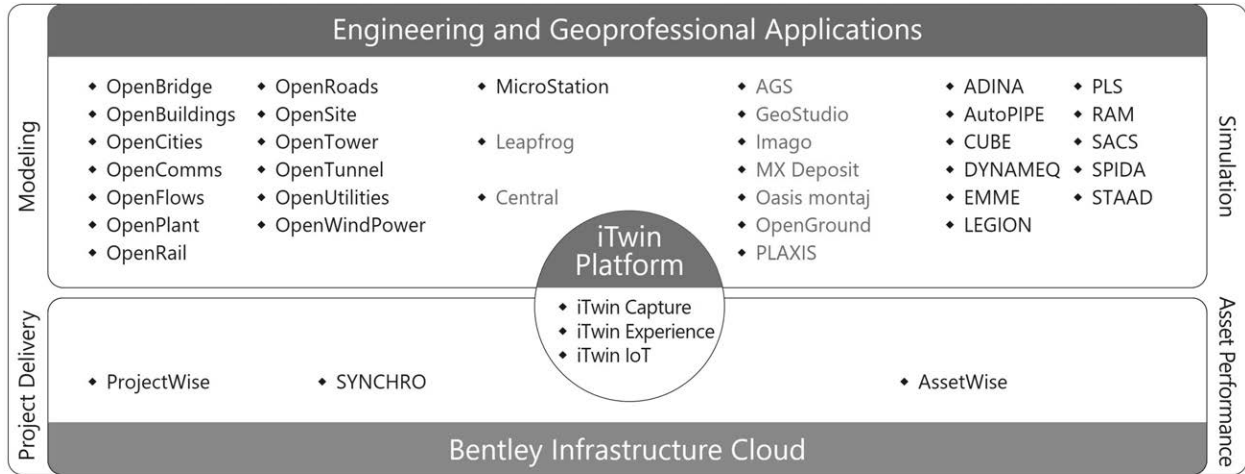 Engineering and Geoprofessional Applications
Modeling
◆ OpenBridge
◆ OpenBuildings
◆ OpenCities
◆ OpenComms
◆ OpenFlows
◆ OpenPlant
◆ OpenRail
◆ OpenRoads
◆ OpenSite
◆ OpenTower
◆ OpenTunnel
◆ OpenUtilities
◆ OpenWindPower
◆ MicroStation
◆ Leapfrog
◆ Central
◆ AGS
◆ GeoStudio
◆ Imago
◆ MX Deposit
◆ Oasis montaj
◆ OpenGround
◆ PLAXIS
◆ ADINA
◆ AutoPIPE
◆ CUBE
◆ DYNAMEQ
◆ EMME
◆ LEGION
◆ PLS
◆ RAM
◆ SACS
◆ SPIDA
◆ STAAD
Simulation
iTwin
Platform
◆ iTwin Capture
◆ iTwin Experience
◆ iTwin IoT
Project Delivery
◆ ProjectWise
◆ SYNCHRO
◆ AssetWise
Asset Performance
Bentley Infrastructure Cloud